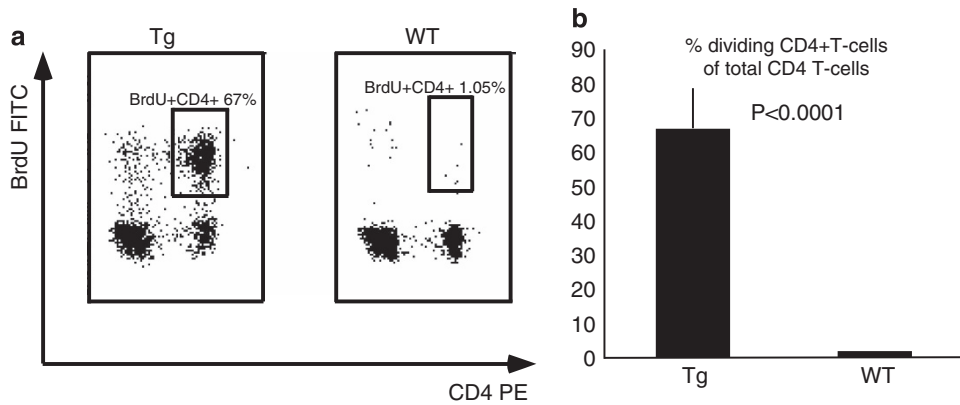 a
Tg
WT
BrdU+CD4+ 67%
BrdU+CD4+ 1.05%
BrdU FITC
CD4 PE
b
% dividing CD4+T-cells
of total CD4 T-cells
P<0.0001
90
80
70
60
50
40
30
20
10
0
Tg
WT